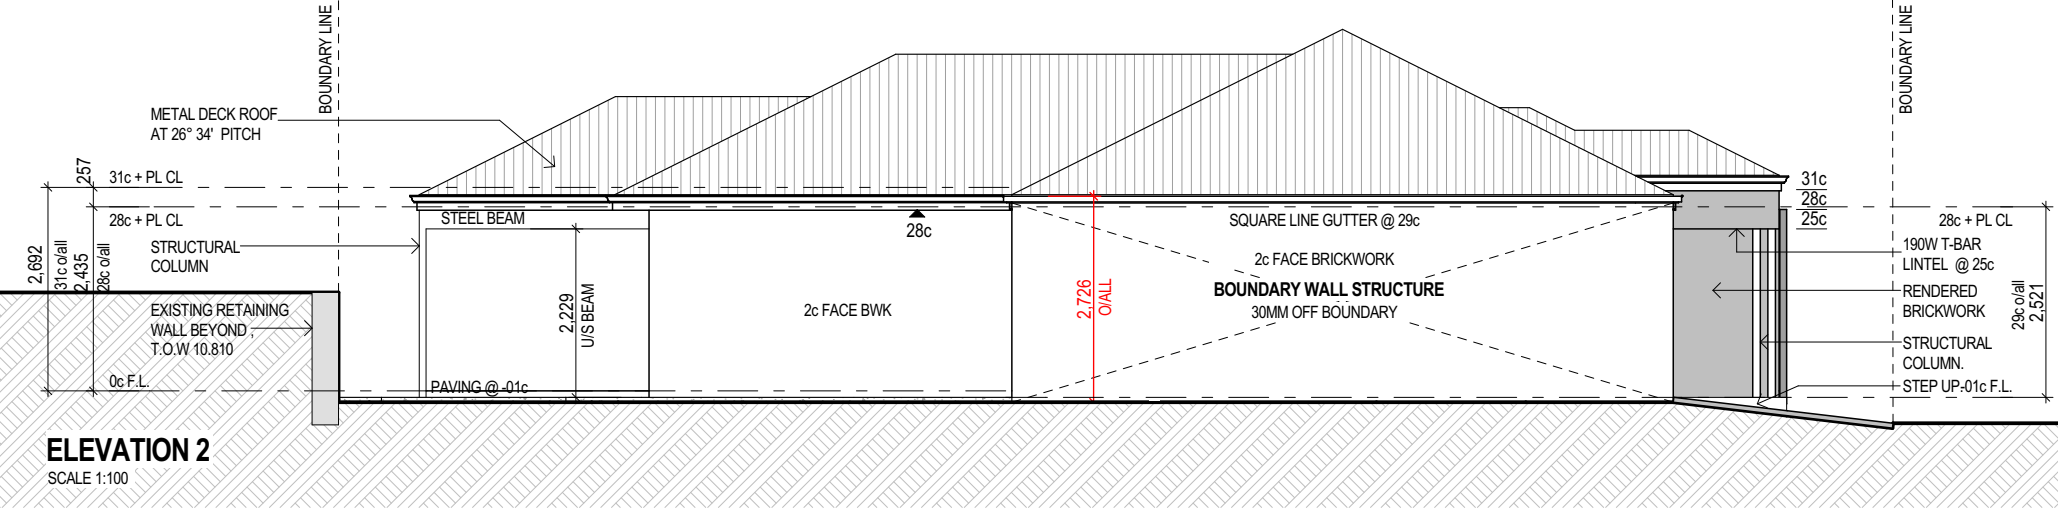 BOUNDARY LINE
BOUNDARY LINE
METAL DECK ROOF
AT 26° 34' PITCH
257
31c + PL CL
28c + PL CL
STRUCTURAL
COLUMN
2,692
31c o/all
2,435
28c o/all
EXISTING RETAINING
WALL BEYOND ,
T.O.W 10.810
0c F.L.
STEEL BEAM
2,229
U/S BEAM
PAVING @ -01c
28c
2c FACE BWK
2,726
O/ALL
SQUARE LINE GUTTER @ 29c
2c FACE BRICKWORK
BOUNDARY WALL STRUCTURE
30MM OFF BOUNDARY
31c
28c
25c
28c + PL CL
190W T-BAR
LINTEL @ 25c
RENDERED
BRICKWORK
29c o/all
2,521
STRUCTURAL
COLUMN.
STEP UP-01c F.L.
ELEVATION 2
SCALE 1:100